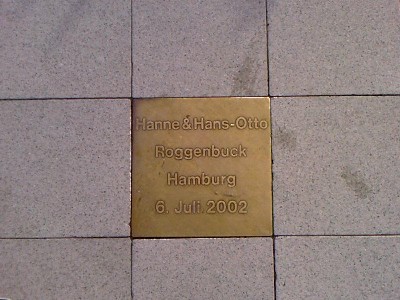 Hanne & Hans-Otto
Roggenbuck
Hamburg
6. Juli 2002